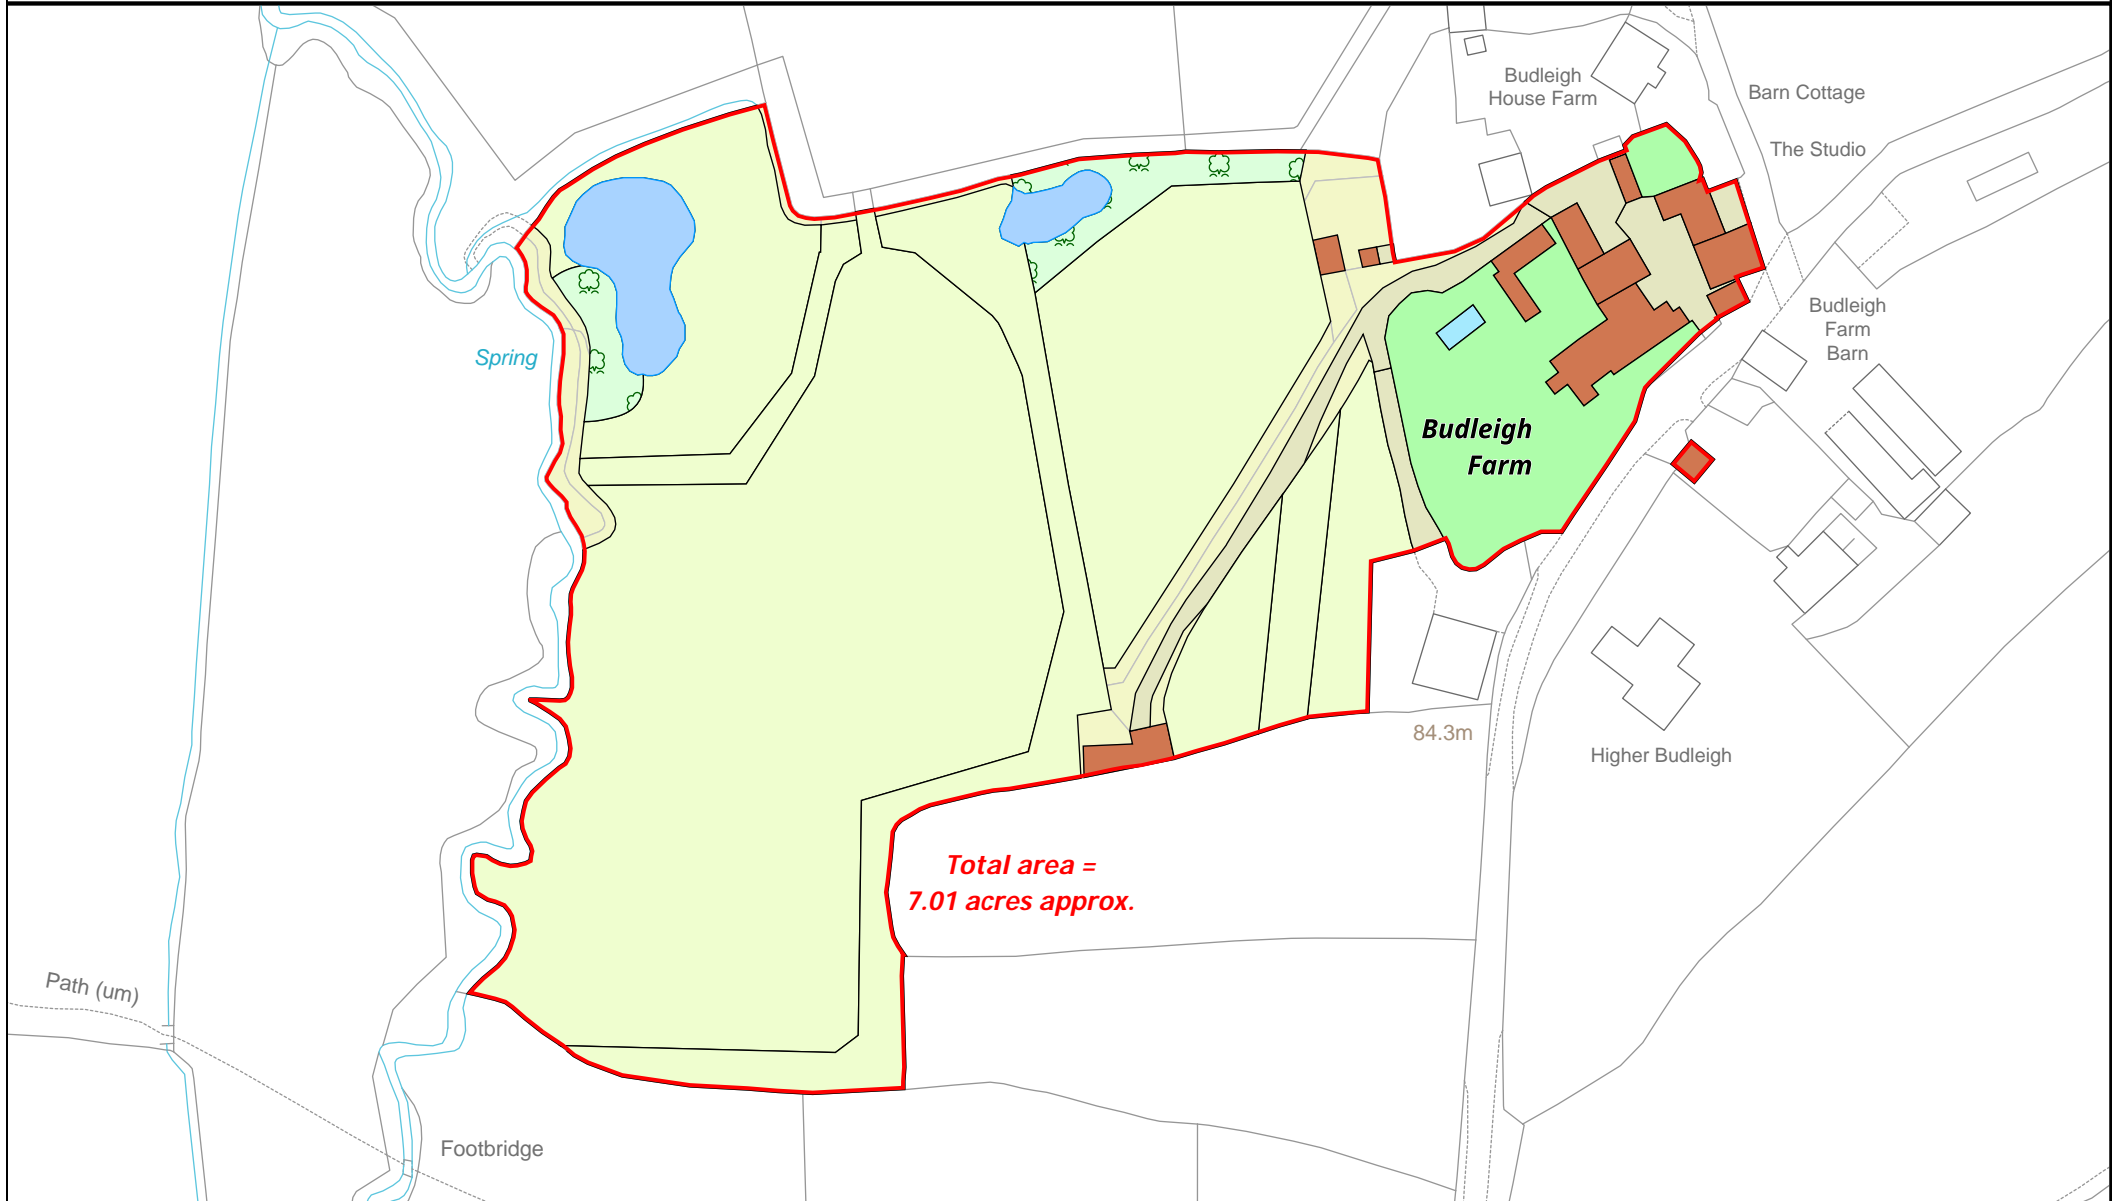 Budleigh
House Farm
Barn Cottage
The Studio
Budleigh
Farm
Barn
Spring
Budleigh
Farm
84.3m
Higher Budleigh
Total area =
7.01 acres approx.
Path (um)
Footbridge